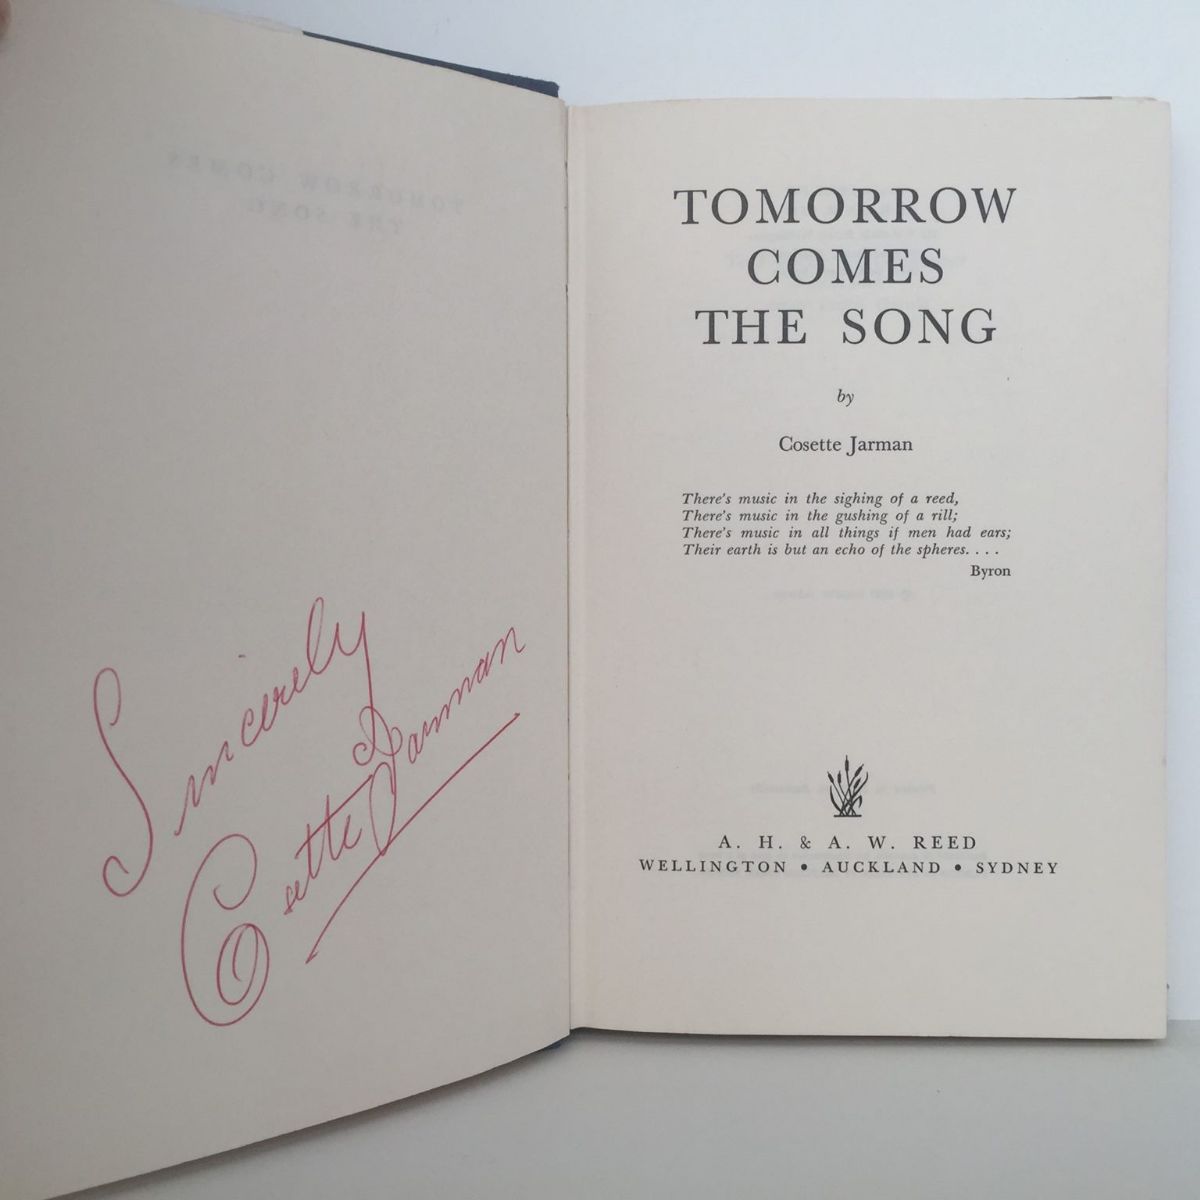 Sincerely
Cosette Jarman
TOMORROW
COMES
THE SONG
by
Cosette Jarman
There's music in the sighing of a reed,
There's music in the gushing of a rill;
There's music in all things if men had ears;
Their earth is but an echo of the spheres. . . .
Byron
A. H. & A. W. REED
WELLINGTON • AUCKLAND • SYDNEY